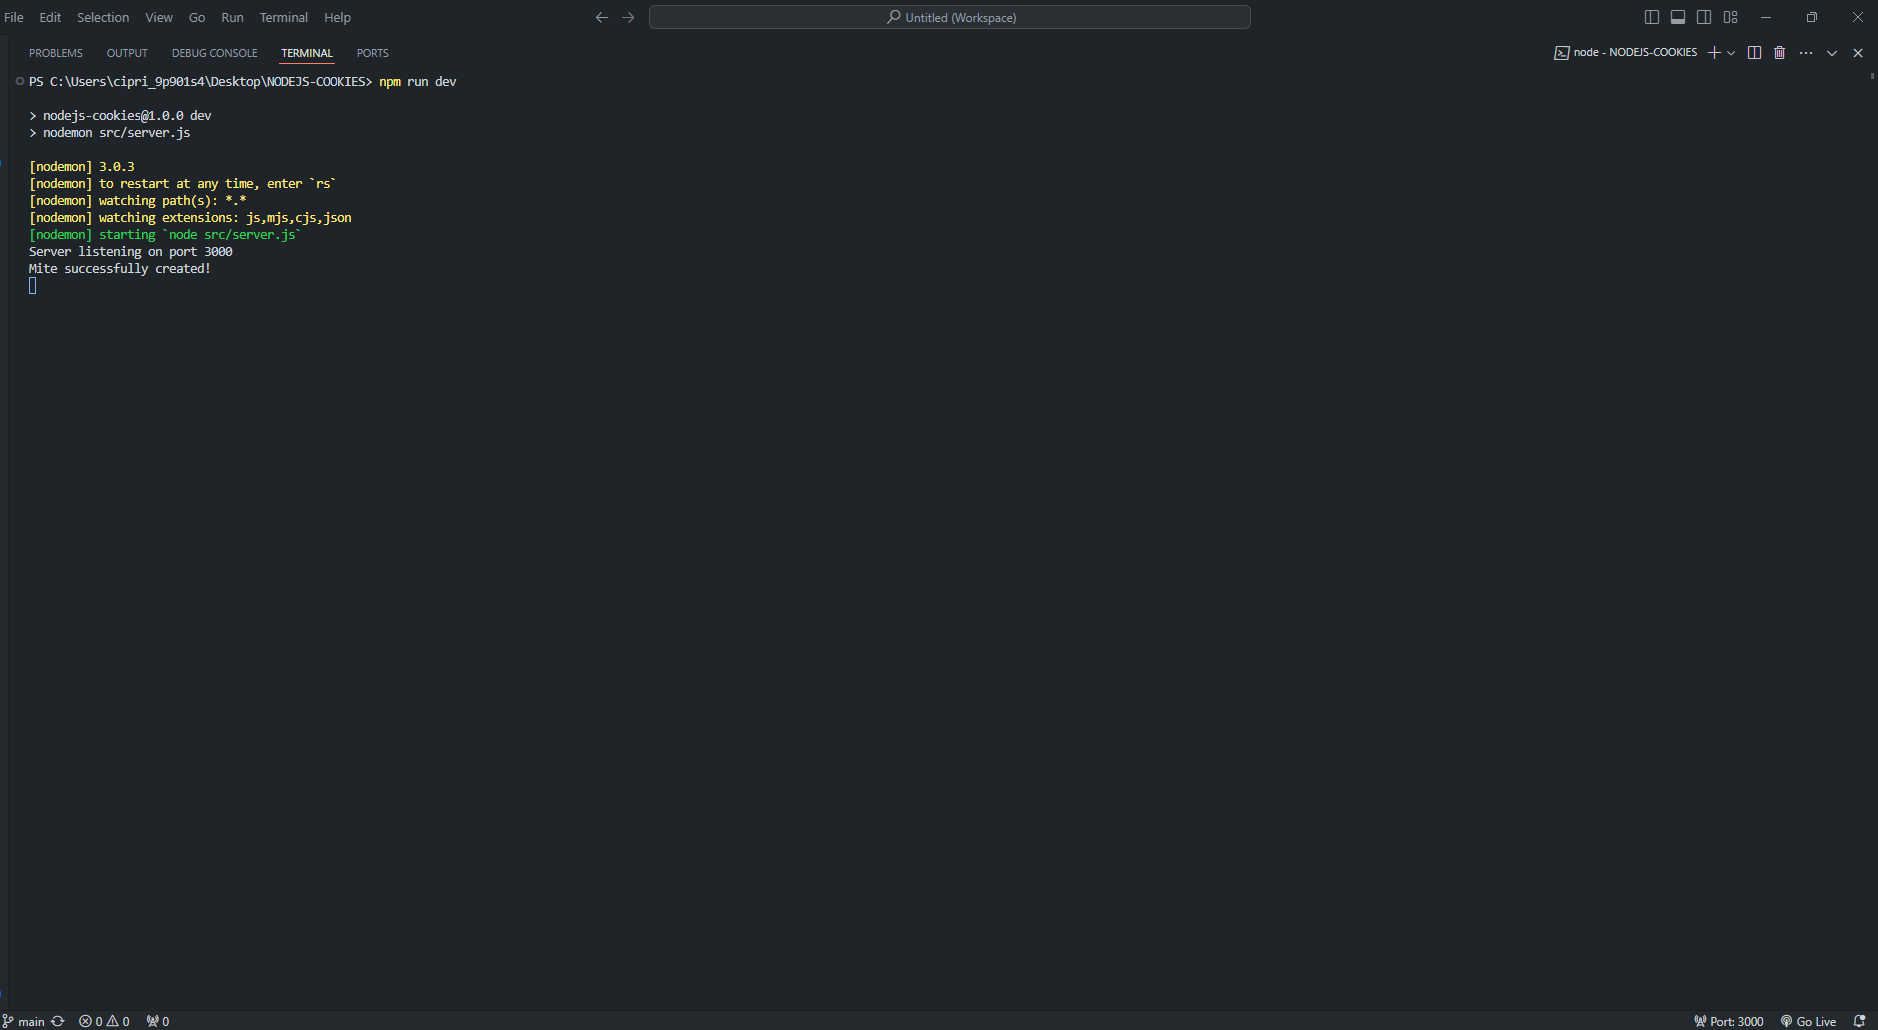 File Edit Selection View Go Run Terminal Help Untitled (Workspace)
PROBLEMS OUTPUT DEBUG CONSOLE TERMINAL PORTS node - NODEJS-COOKIES
PS C:\Users\cipri_9p901s4\Desktop\NODEJS-COOKIES> npm run dev
> nodejs-cookies@1.0.0 dev
> nodemon src/server.js
[nodemon] 3.0.3
[nodemon] to restart at any time, enter `rs`
[nodemon] watching path(s): *.*
[nodemon] watching extensions: js,mjs,cjs,json
[nodemon] starting `node src/server.js`
Server listening on port 3000
Mite successfully created!
main 0 0 0 Port: 3000 Go Live